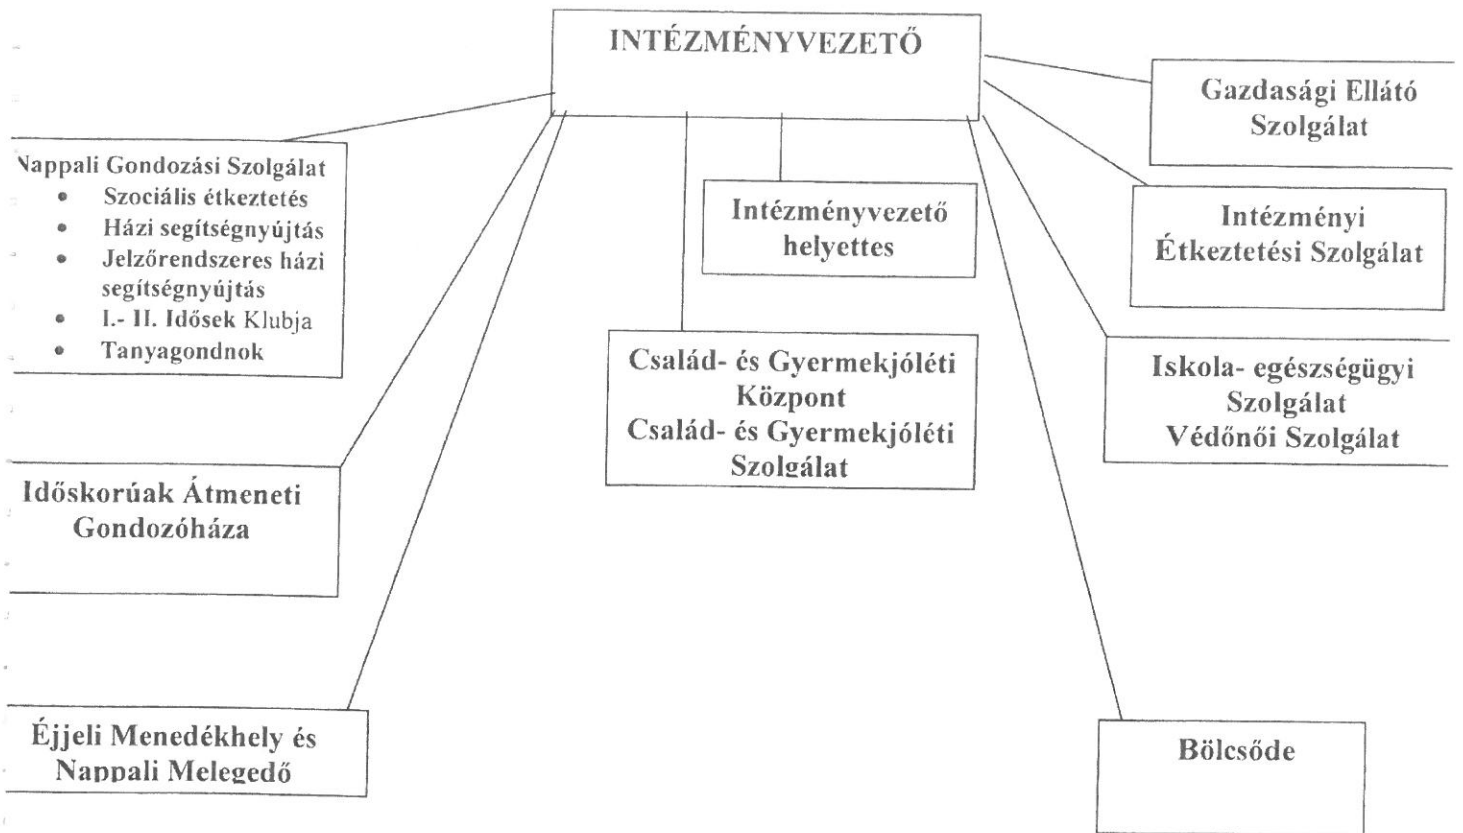 INTÉZMÉNYVEZETŐ
Gazdasági Ellátó
Szolgálat
Nappali Gondozási Szolgálat
• Szociális étkeztetés
• Házi segítségnyújtás
• Jelzőrendszeres házi
segítségnyújtás
• I.- II. Idősek Klubja
• Tanyagondnok
Intézményvezető
helyettes
Intézményi
Étkeztetési Szolgálat
Család- és Gyermekjóléti
Központ
Család- és Gyermekjóléti
Szolgálat
Iskola- egészségügyi
Szolgálat
Védőnői Szolgálat
Időskorúak Átmeneti
Gondozóháza
Éjjeli Menedékhely és
Nappali Melegedő
Bölcsőde